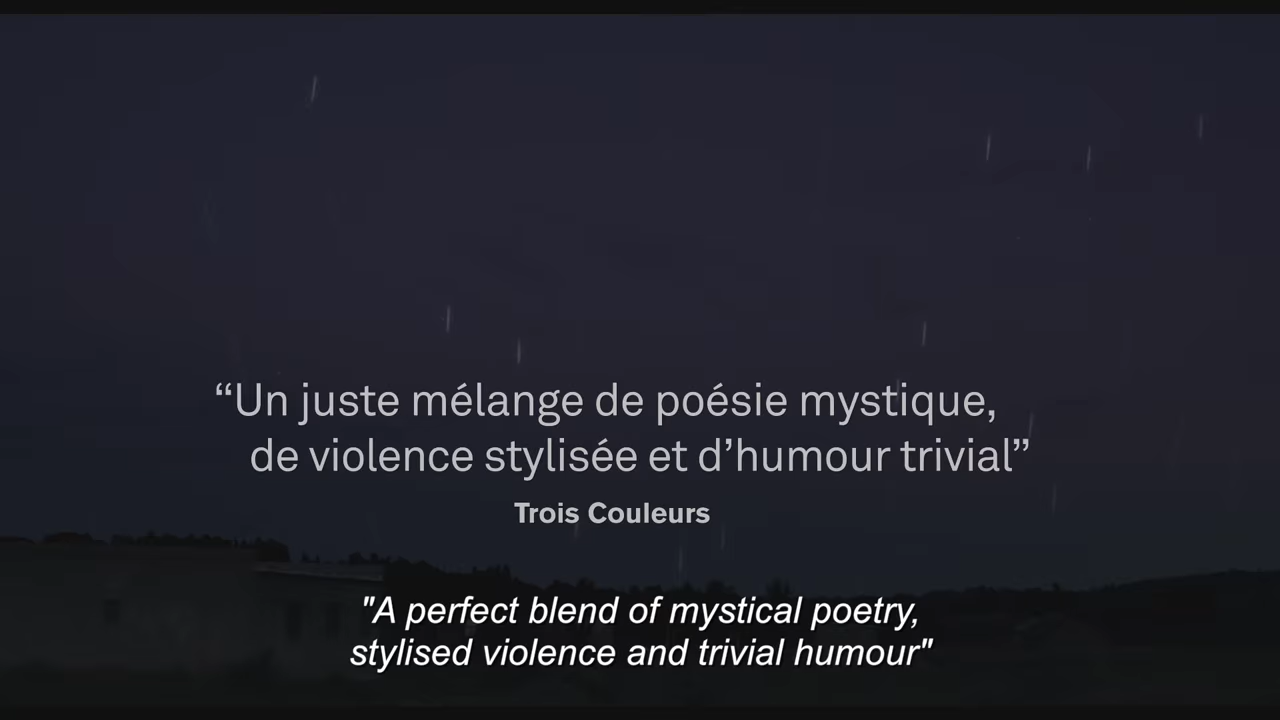 “Un juste mélange de poésie mystique,
de violence stylisée et d’humour trivial”
Trois Couleurs
"A perfect blend of mystical poetry,
stylised violence and trivial humour"